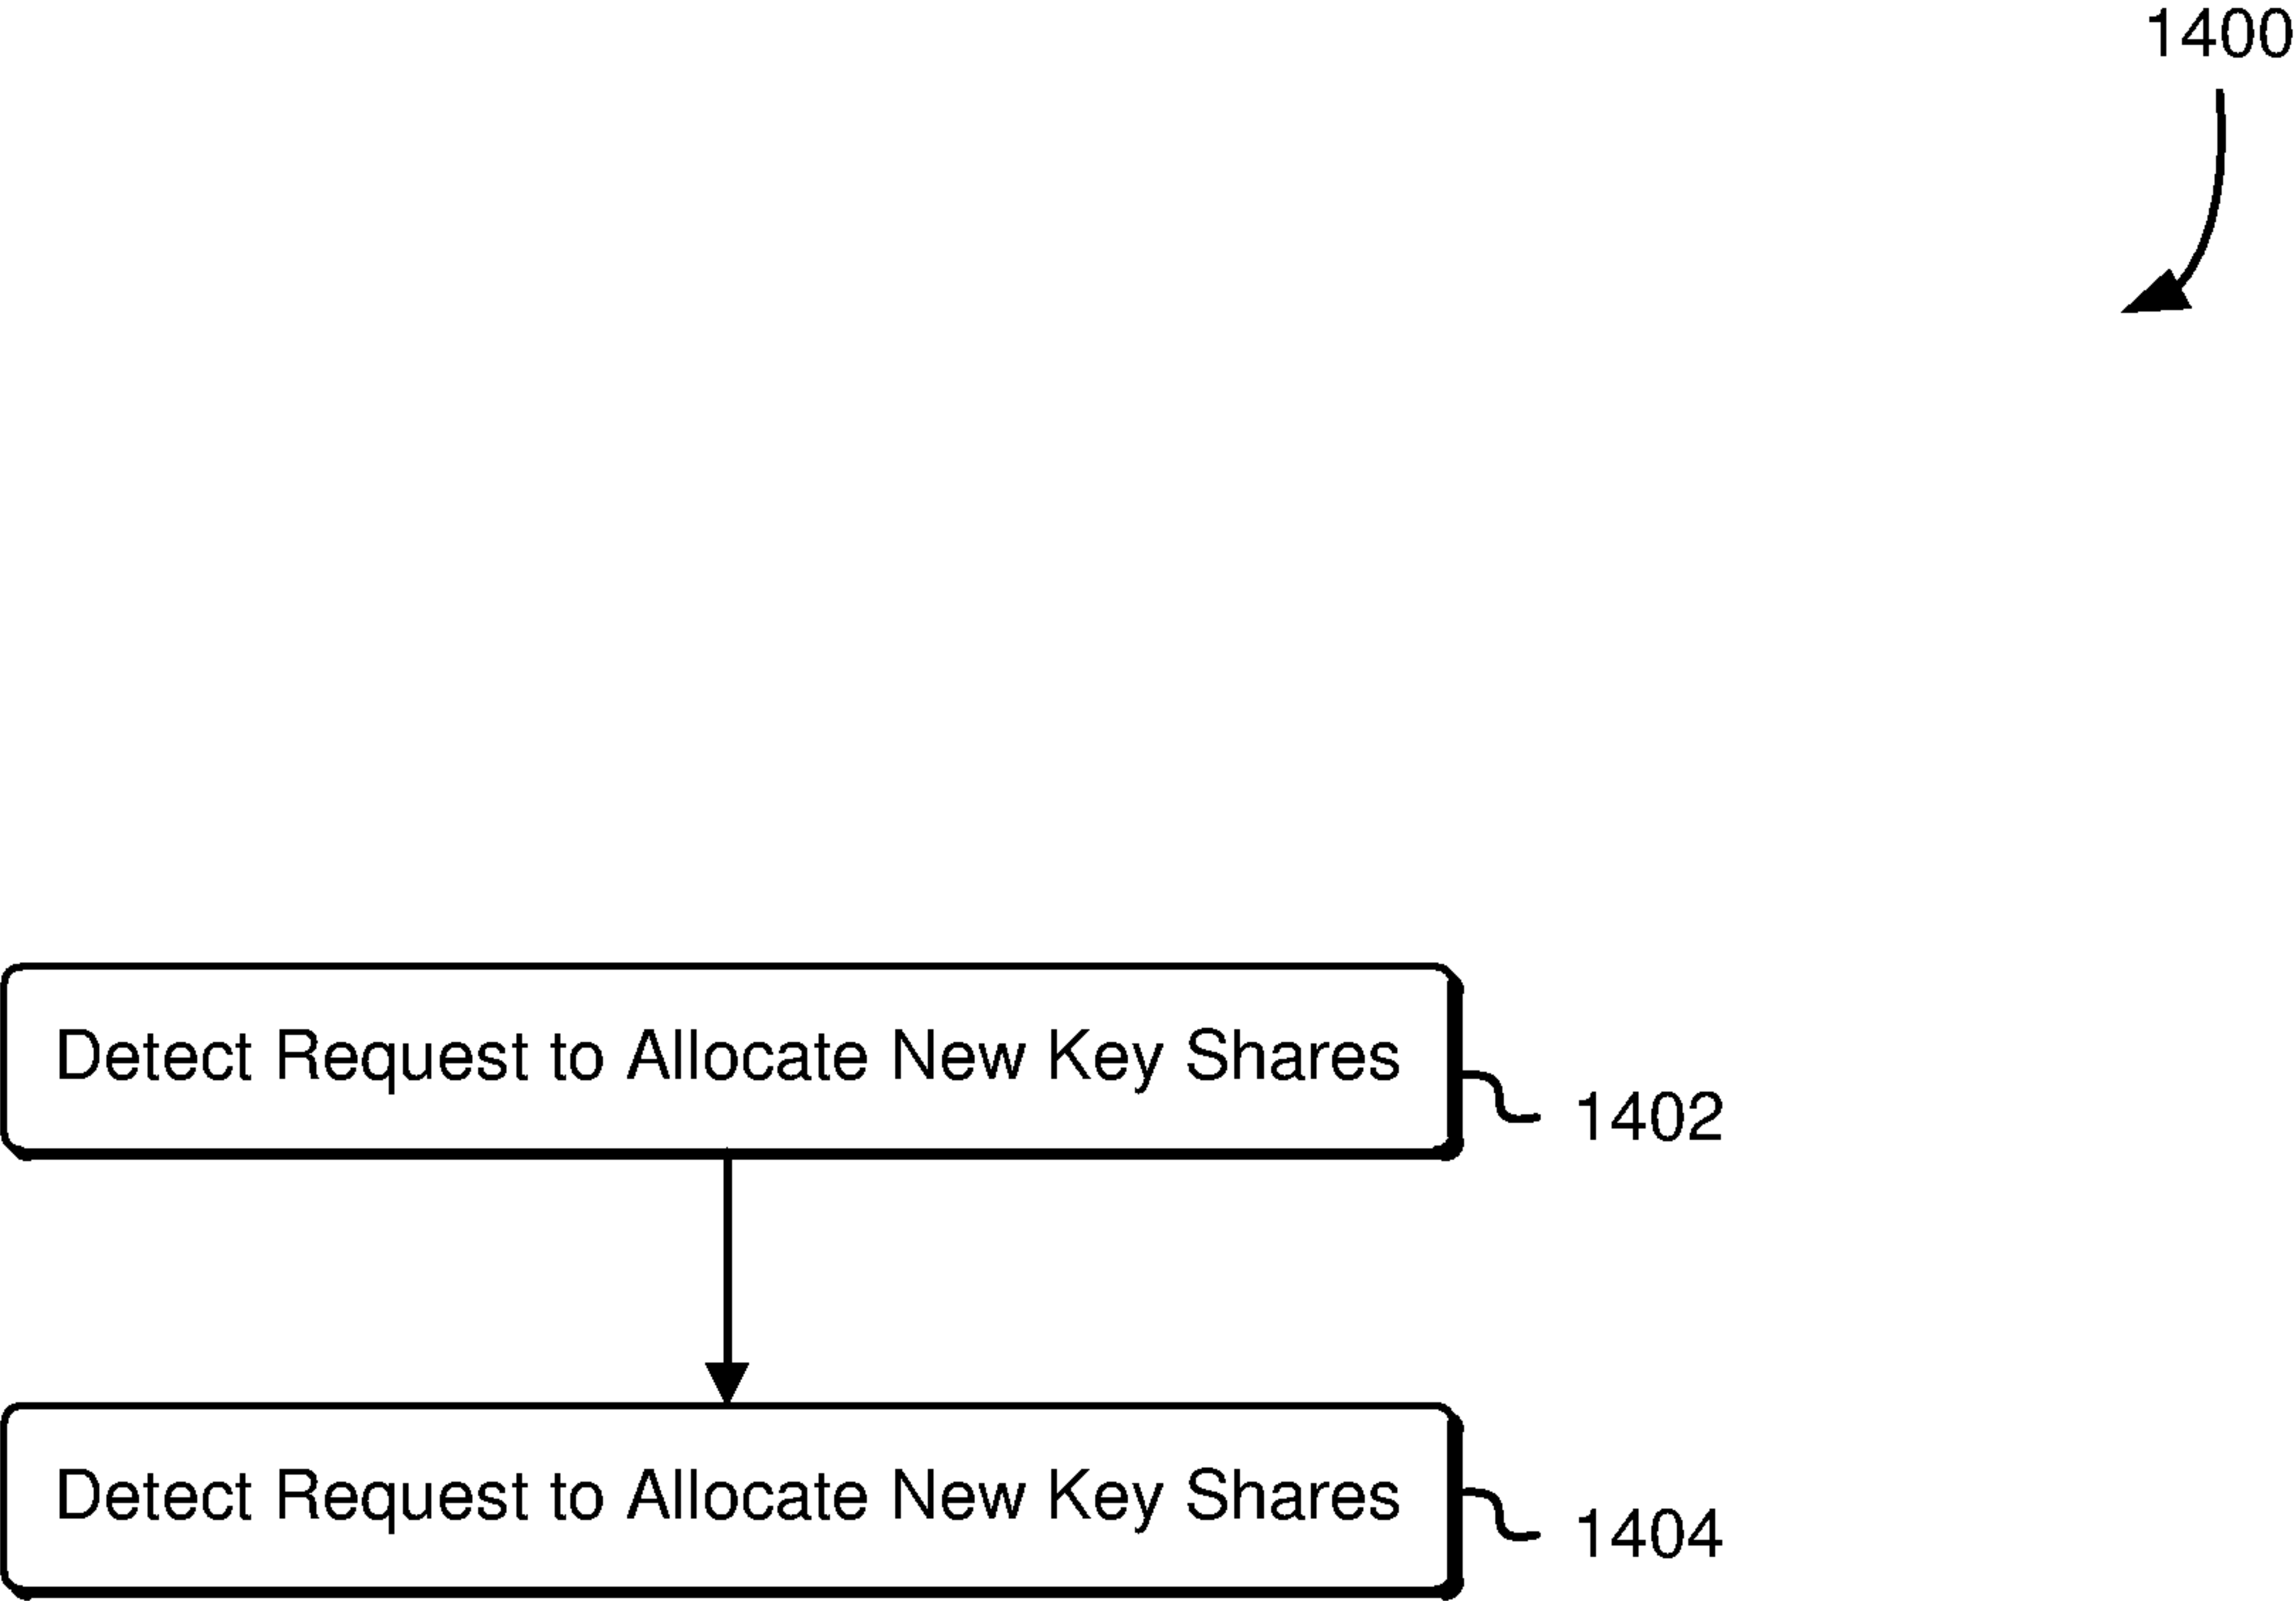 1400
Detect Request to Allocate New Key Shares
1402
Detect Request to Allocate New Key Shares
1404